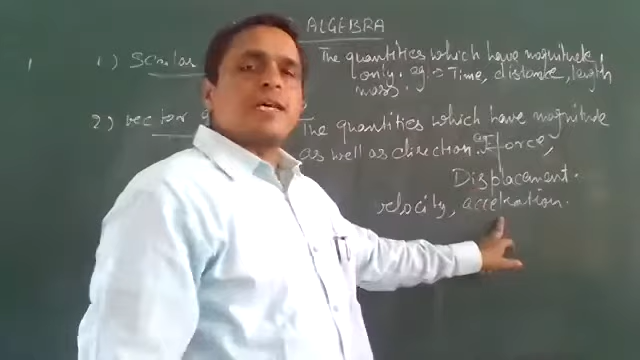 ALGEBRA
1) Scalar The quantities which have magnitude
only. eg:- Time, distance, length
mass.
2) vector The quantities which have magnitude
as well as direction. Force,
Displacement.
velocity, acceleration.